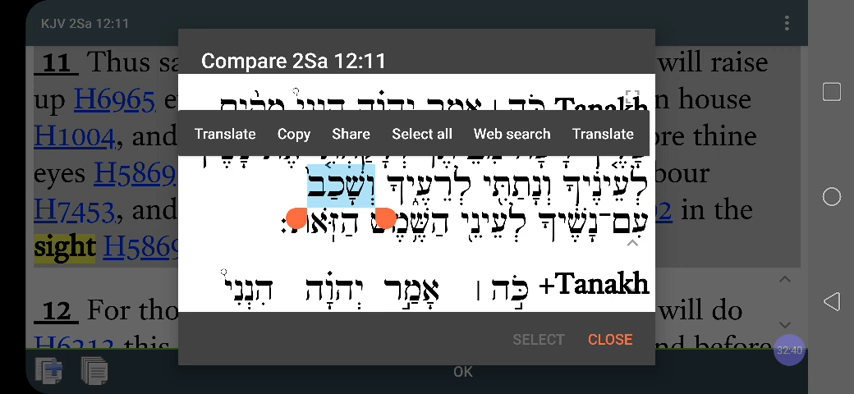 KJV 2Sa 12:11
11 Thus sa will raise
up H6965 e n house
H1004, and ore thine
eyes H5869 bour
H7453, and 2 in the
sight H5869
12 For tho will do
H6213 this nd before
Compare 2Sa 12:11
Tanakh כֹּ֣ה ׀ אָמַ֣ר יְהוָ֗ה הִנְנִי֩ מֵקִ֨ים
Translate Copy Share Select all Web search Translate
לְעֵינֶ֔יךָ וְנָתַתִּ֖י לְרֵעֶ֑יךָ וְשָׁכַב֙
עִם־נָשֶׁ֔יךָ לְעֵינֵ֖י הַשֶּׁ֥מֶשׁ הַזֹּֽאת׃
Tanakh+ כֹּ֣ה ׀ אָמַ֣ר יְהוָ֗ה הִנְנִי֩
SELECT CLOSE
32:40
OK